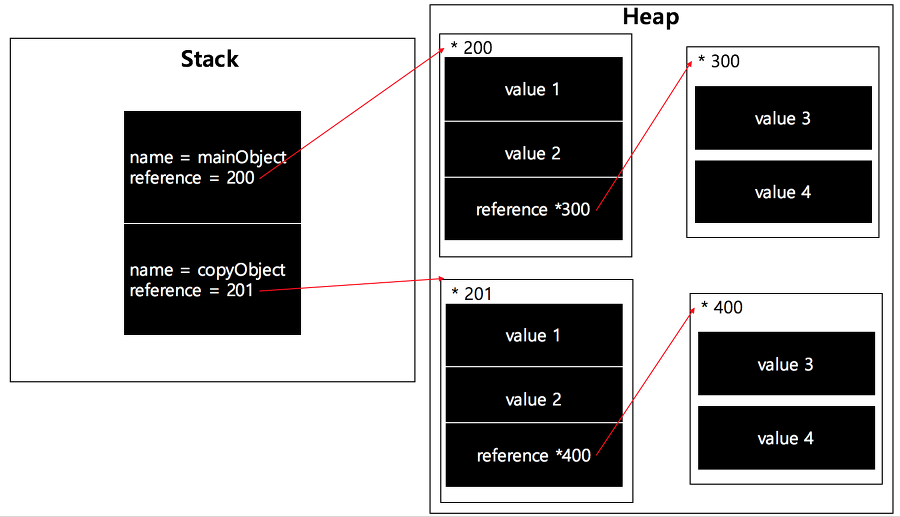 Stack
name = mainObject
reference = 200
name = copyObject
reference = 201
Heap
* 200
value 1
value 2
reference *300
* 300
value 3
value 4
* 201
value 1
value 2
reference *400
* 400
value 3
value 4